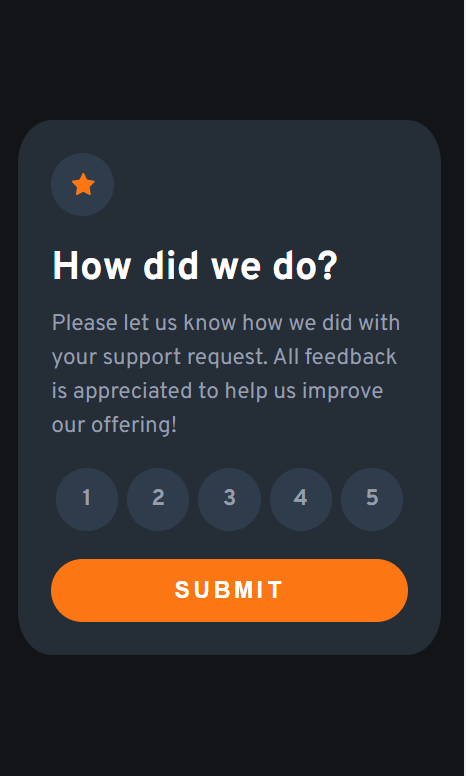 How did we do?
Please let us know how we did with
your support request. All feedback
is appreciated to help us improve
our offering!
1 2 3 4 5
SUBMIT